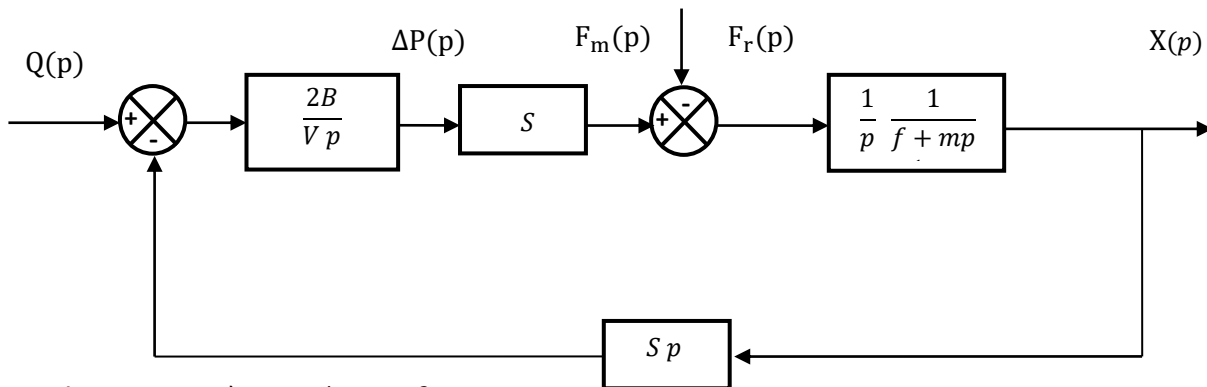 Q(p)
ΔP(p)
F_m(p)
F_r(p)
X(p)
+
-
2B
V p
S
-
+
1
p
1
f + mp
S p